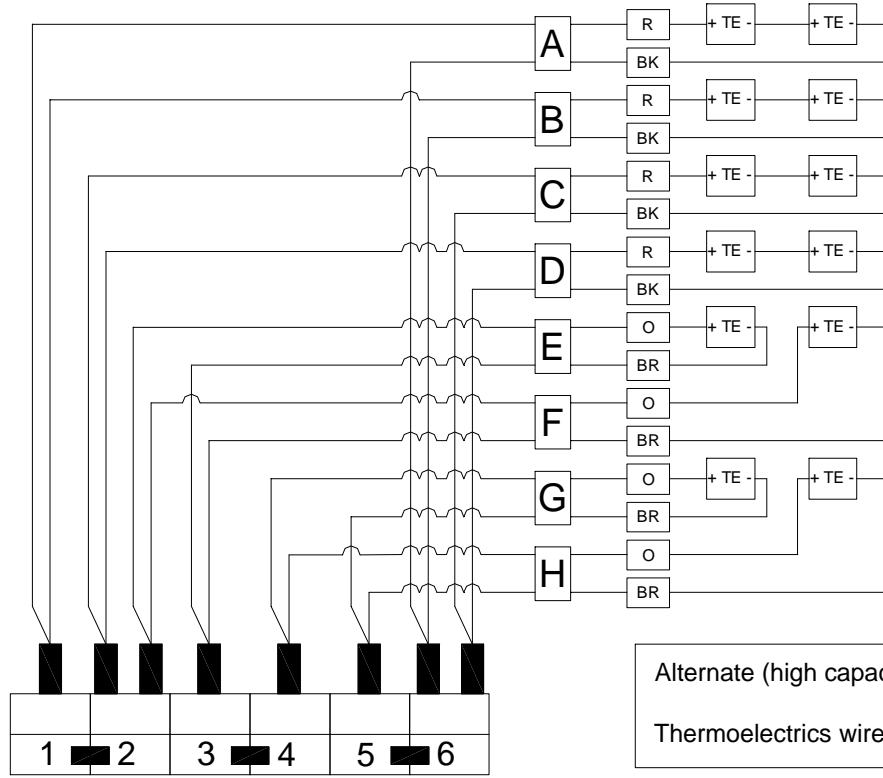 A R + TE - + TE -
BK
B R + TE - + TE -
BK
C R + TE - + TE -
BK
D R + TE - + TE -
BK
E O + TE - + TE -
BR
F O
BR
G O + TE - + TE -
BR
H O
BR
Alternate (high
Thermoelectrics
1 2 3 4 5 6